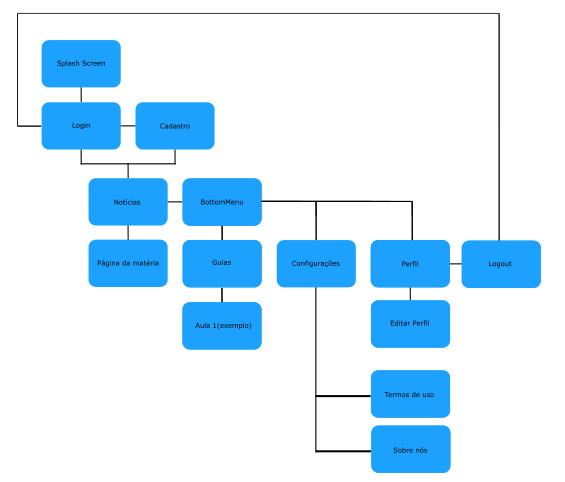 Splash Screen
Login
Cadastro
Notícias
BottomMenu
Página da matéria
Guias
Configurações
Perfil
Logout
Aula 1(exemplo)
Editar Perfil
Termos de uso
Sobre nós